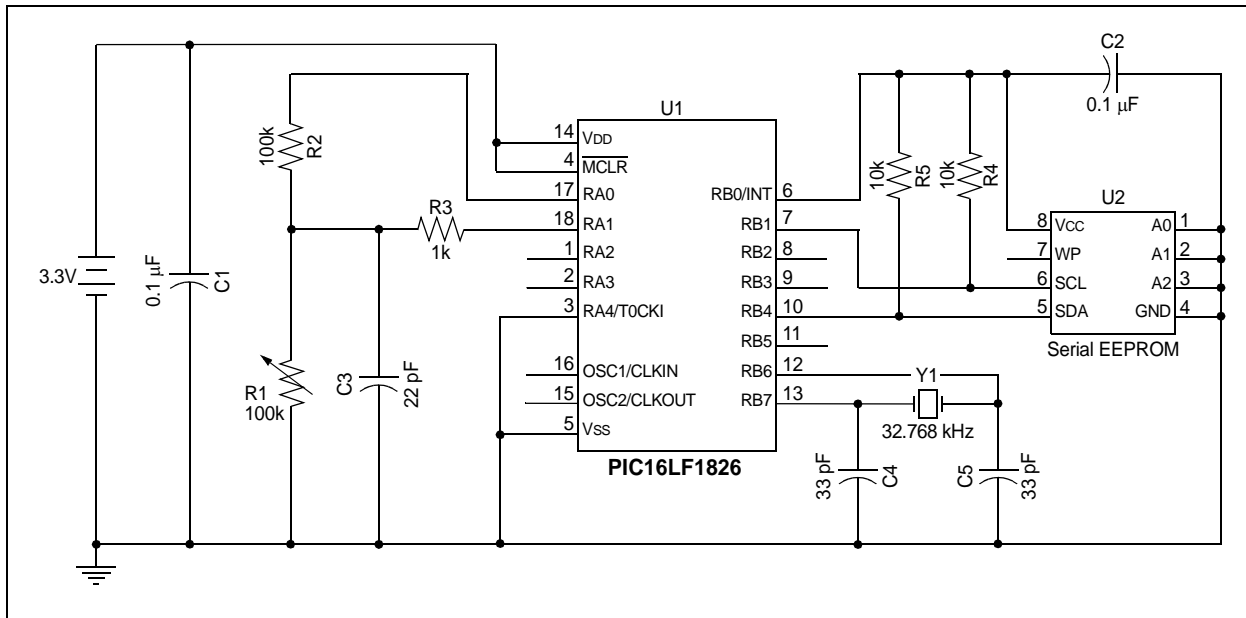 C2
0.1 μF
U1
100k
R2
14 VDD
4 MCLR
17 RA0
18 RA1
1 RA2
2 RA3
3 RA4/T0CKI
16 OSC1/CLKIN
15 OSC2/CLKOUT
5 VSS
RB0/INT 6
RB1 7
RB2 8
RB3 9
RB4 10
RB5 11
RB6 12
RB7 13
PIC16LF1826
R3
1k
10k
R5
10k
R4
U2
8 VCC
7 WP
6 SCL
5 SDA
A0 1
A1 2
A2 3
GND 4
Serial EEPROM
3.3V
0.1 μF
C1
R1
100k
C3
22 pF
Y1
32.768 kHz
33 pF
C4
C5
33 pF